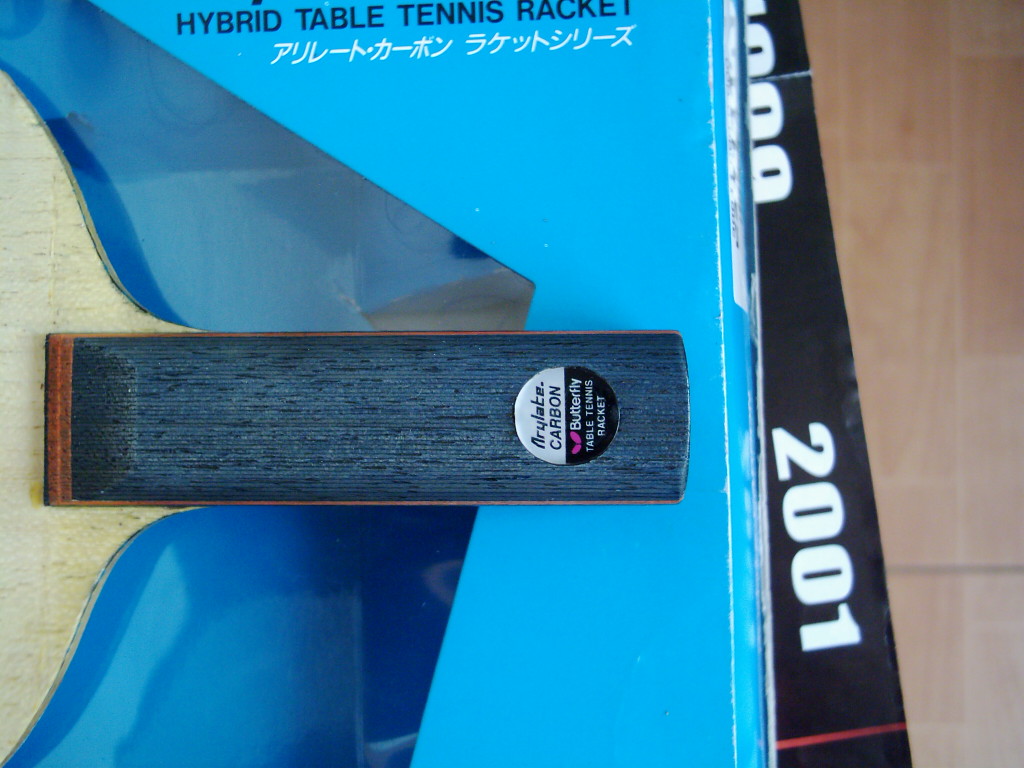 HYBRID TABLE TENNIS RACKET
アリレート・カーボン ラケットシリーズ
Arylate.
CARBON
Butterfly
TABLE TENNIS
RACKET
2001